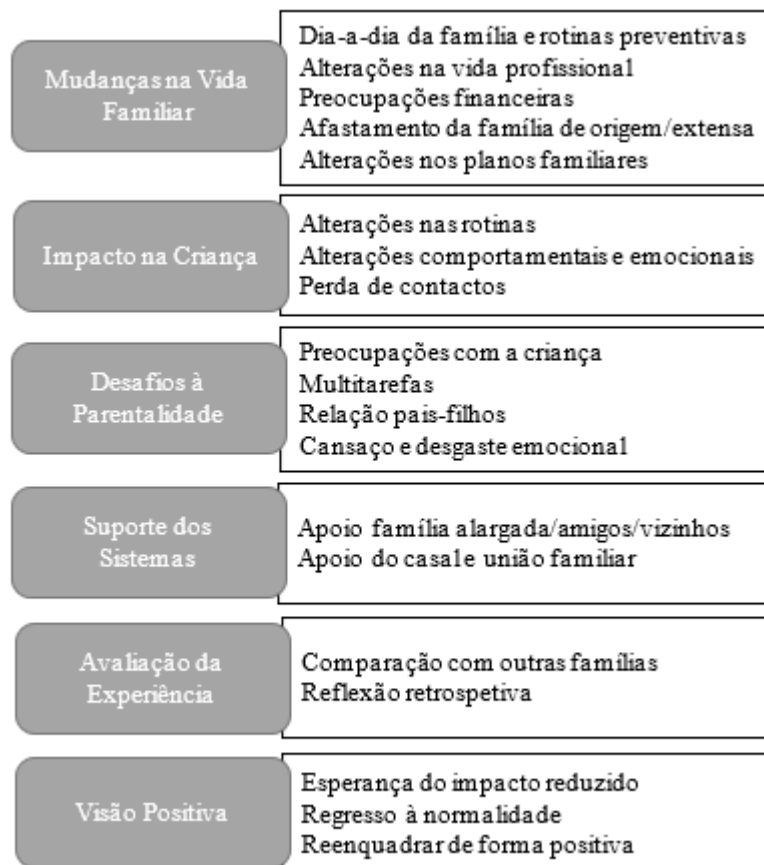 Mudanças na Vida
Familiar
Dia-a-dia da família e rotinas preventivas
Alterações na vida profissional
Preocupações financeiras
Afastamento da família de origem/extensa
Alterações nos planos familiares
Impacto na Criança
Alterações nas rotinas
Alterações comportamentais e emocionais
Perda de contactos
Desafios à
Parentalidade
Preocupações com a criança
Multitarefas
Relação pais-filhos
Cansaço e desgaste emocional
Suporte dos
Sistemas
Apoio família alargada/amigos/vizinhos
Apoio do casal e união familiar
Avaliação da
Experiência
Comparação com outras famílias
Reflexão retrospetiva
Visão Positiva
Esperança do impacto reduzido
Regresso à normalidade
Reenquadrar de forma positiva